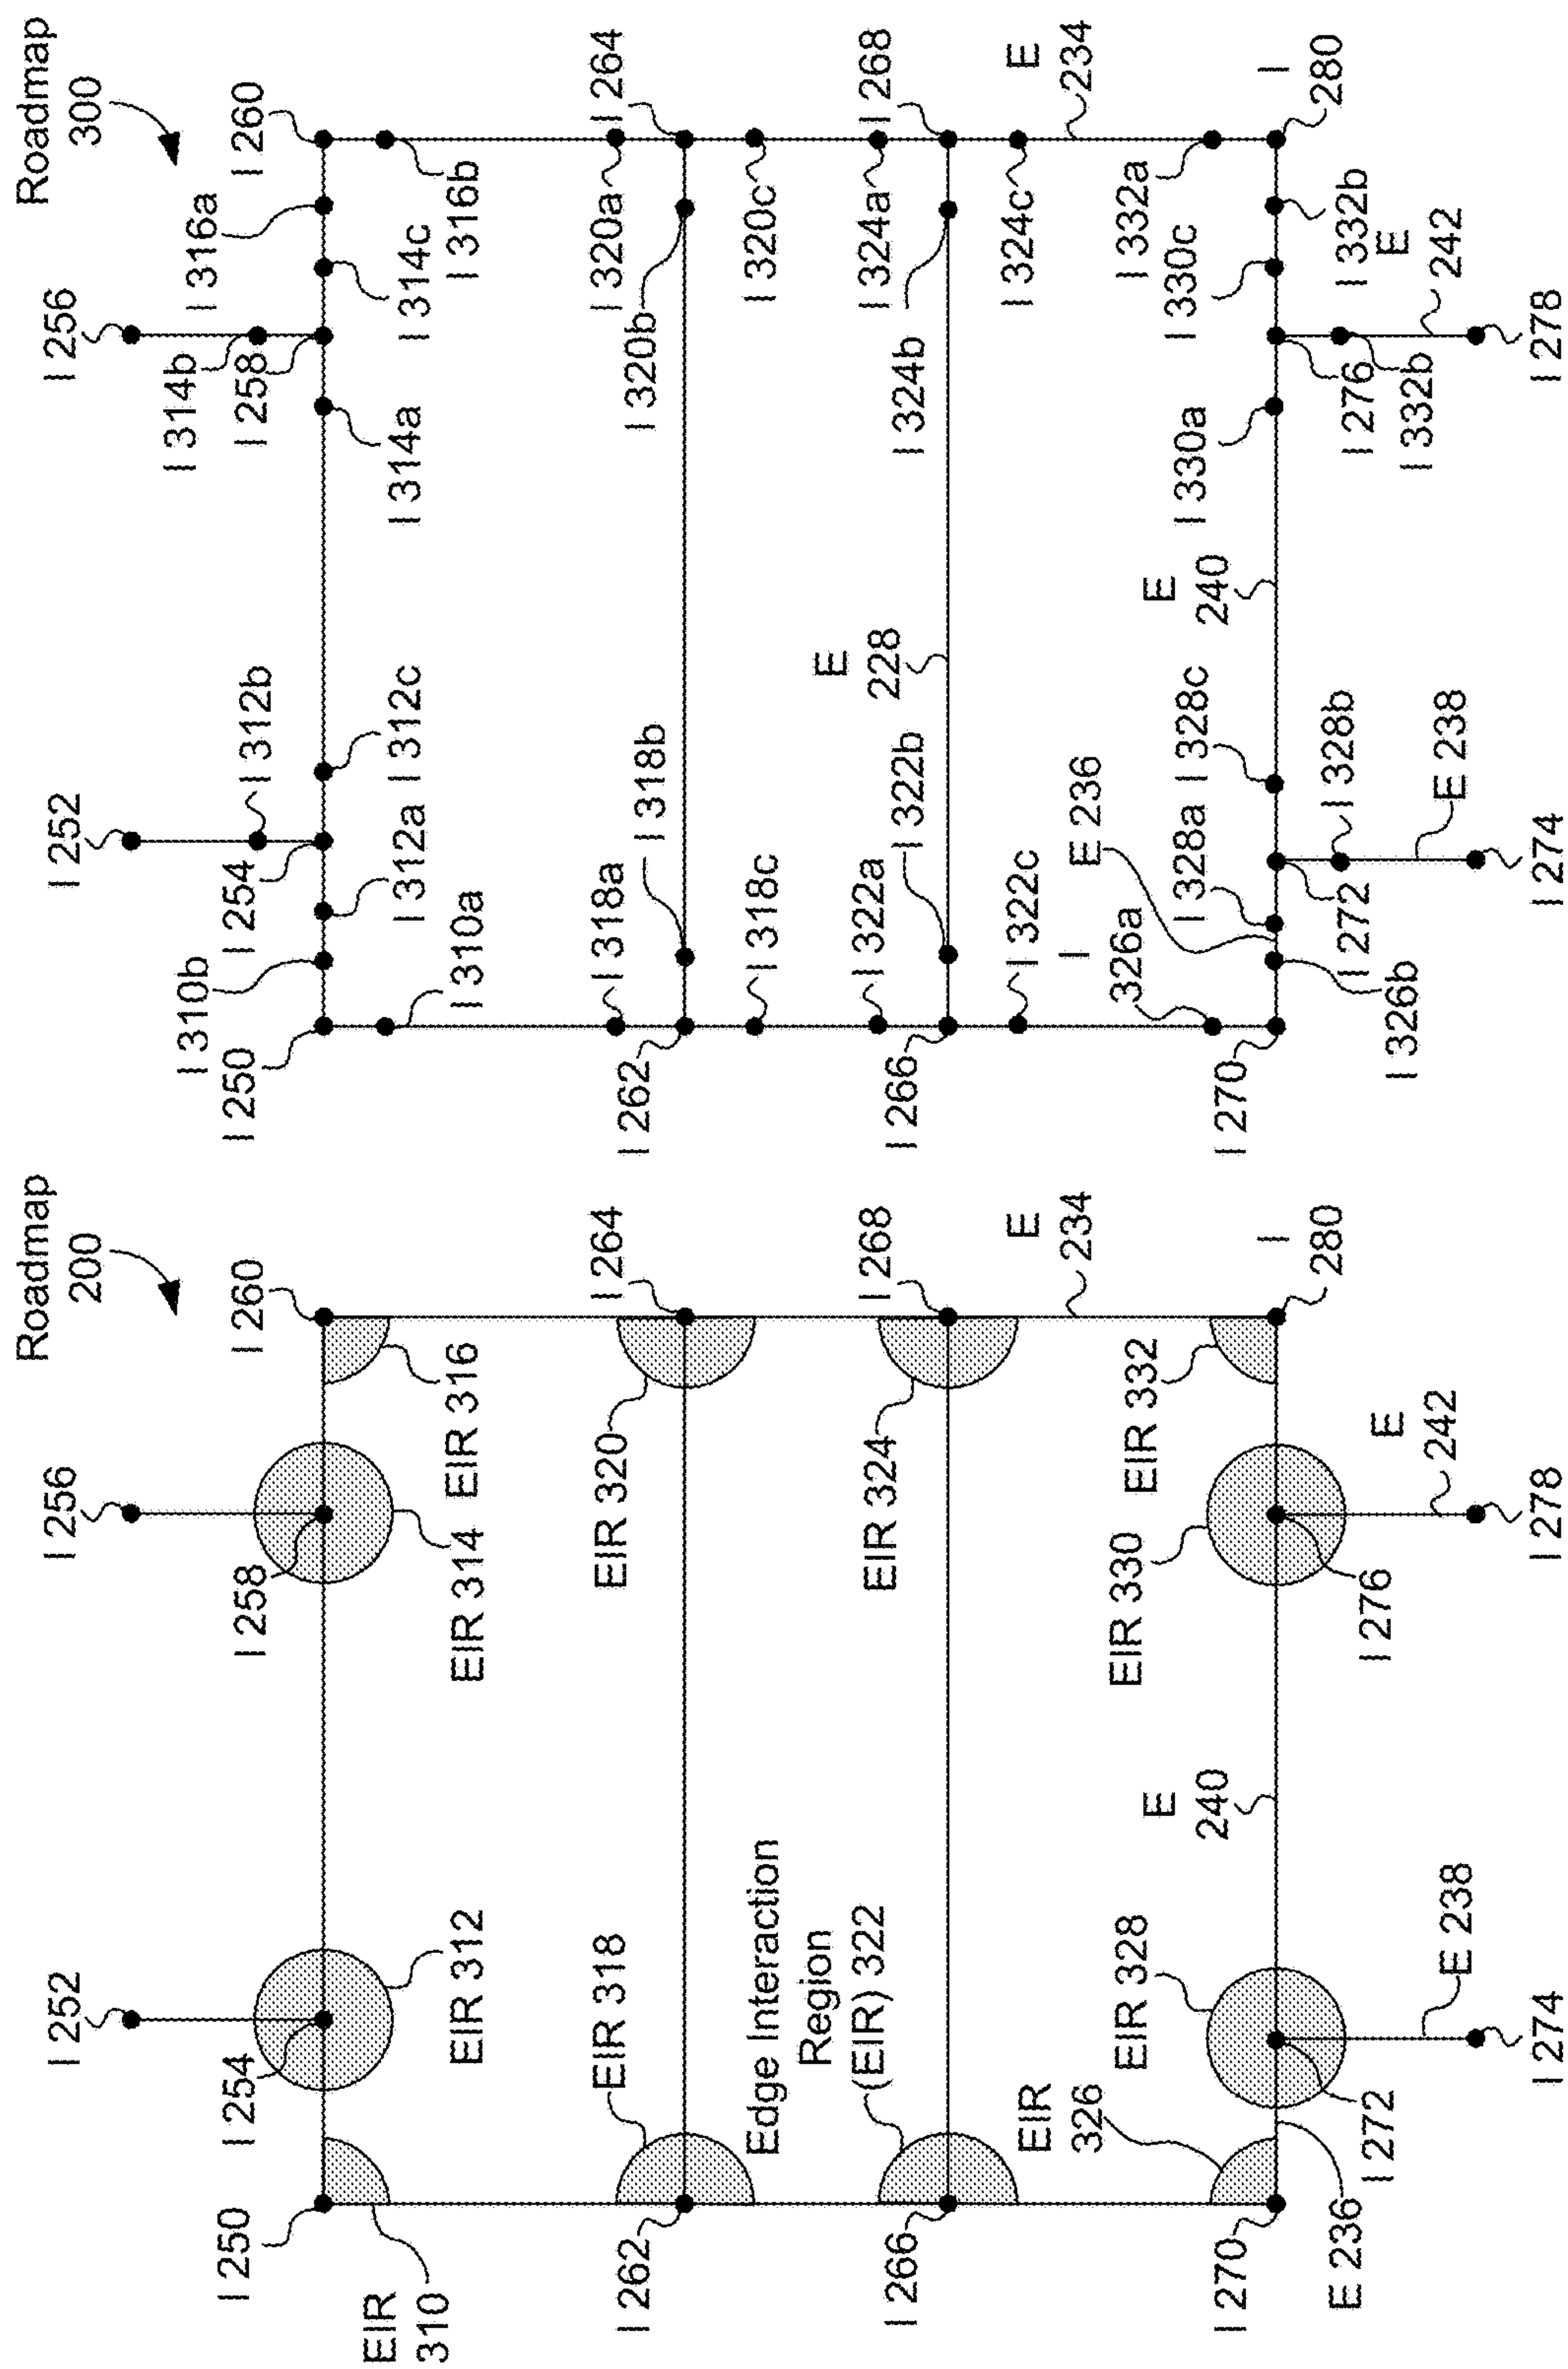 Roadmap
200
I 250
I 252
I 254
I 256
I 258
I 260
EIR
310
EIR 312
EIR 314
EIR 316
I 262
EIR 318
EIR 320
I 264
Edge Interaction
Region
(EIR) 322
I 266
EIR 324
I 268
E
234
EIR
326
EIR 328
E
240
EIR 330
EIR 332
I
280
I 270
E 236
I 272
E 238
I 274
I 276
E
242
I 278
Roadmap
300
I 250
I 310b
I 252
I 254
I 312b
I 256
I 314b
I 258
I 316a
I 260
I 310a
I 312a
I 312c
I 314a
I 314c
I 316b
I 262
I 318a
I 318b
I 318c
I 320b
I 320a
I 264
I 320c
I 266
I 322a
I 322b
I 322c
E
228
I 324b
I 324a
I 268
I 324c
E
234
I
326a
E 236
I 328a
I 328c
E
240
I 330a
I 330c
I 332a
I
280
I 270
I 326b
I 272
I 328b
E 238
I 274
I 276
I
332b
I 332b
E
242
I 278